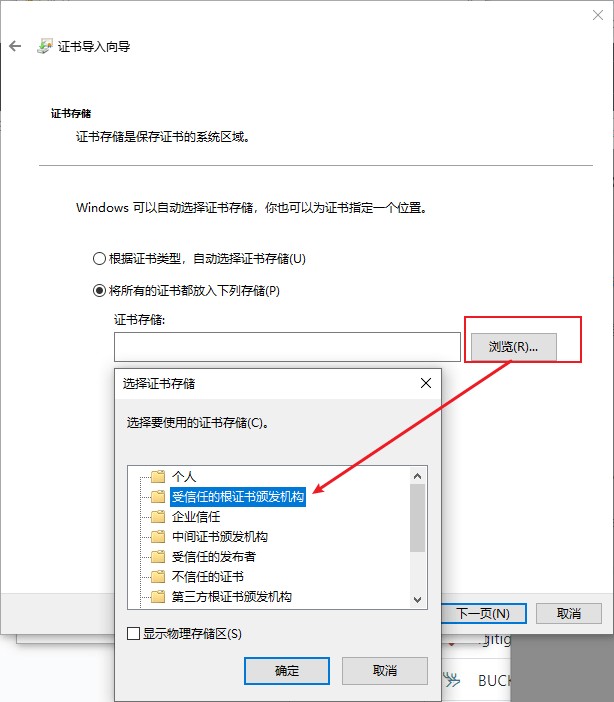 证书导入向导
证书存储
证书存储是保存证书的系统区域。
Windows 可以自动选择证书存储，你也可以为证书指定一个位置。
根据证书类型，自动选择证书存储(U)
将所有的证书都放入下列存储(P)
证书存储:
浏览(R)...
选择证书存储
选择要使用的证书存储(C)。
个人
受信任的根证书颁发机构
企业信任
中间证书颁发机构
受信任的发布者
不信任的证书
第三方根证书颁发机构
显示物理存储区(S)
确定
取消
下一页(N)
取消
BUCK